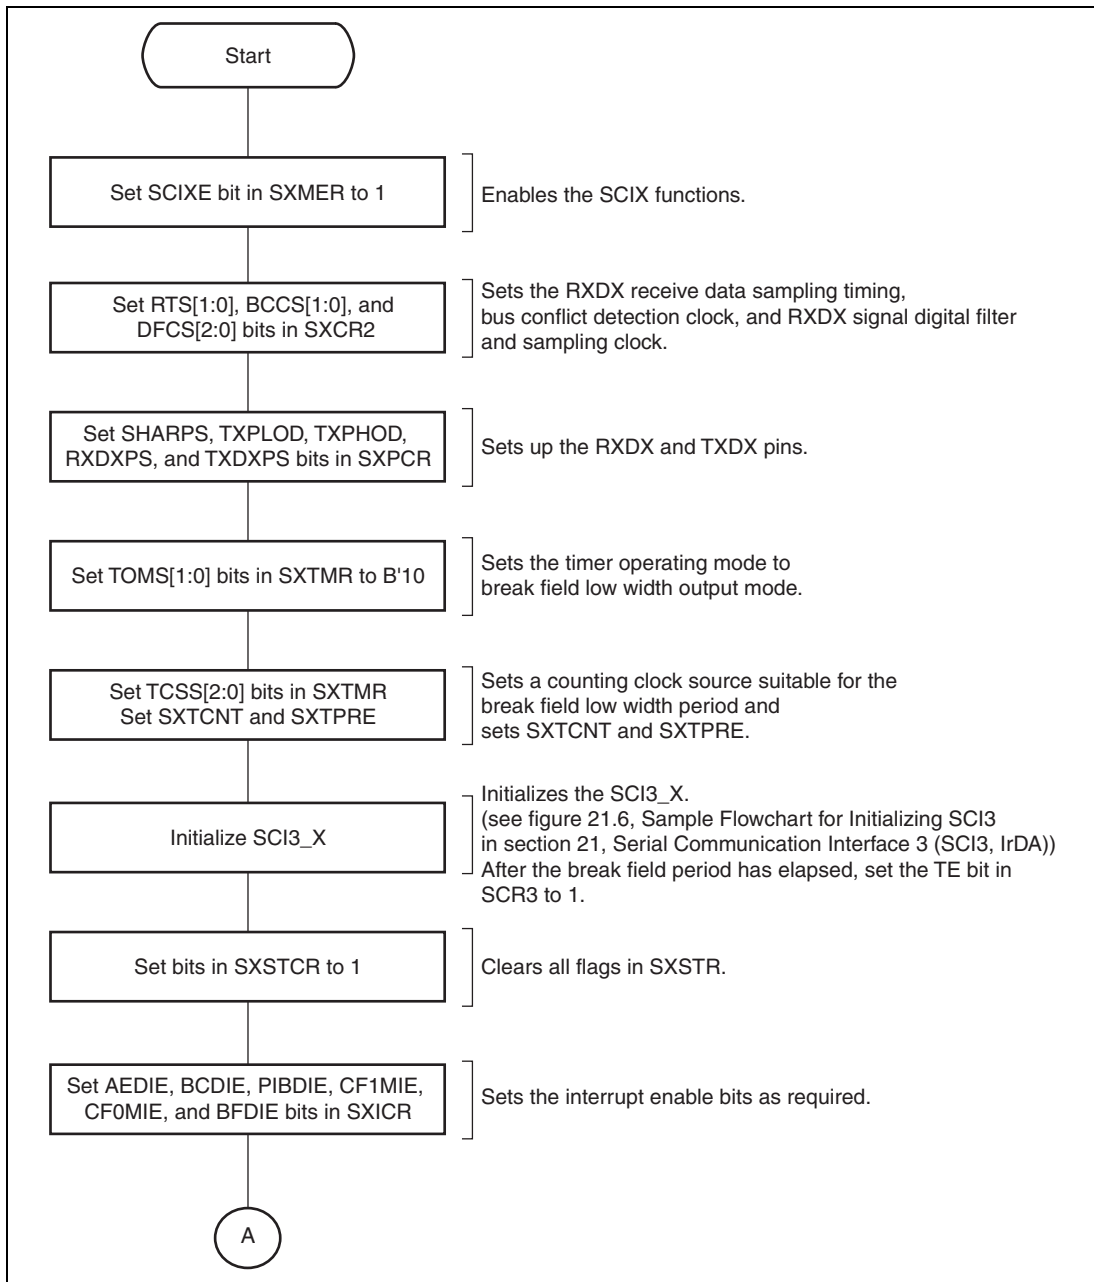 Start
Set SCIXE bit in SXMER to 1
Enables the SCIX functions.
Set RTS[1:0], BCCS[1:0], and
DFCS[2:0] bits in SXCR2
Sets the RXDX receive data sampling timing,
bus conflict detection clock, and RXDX signal digital filter
and sampling clock.
Set SHARPS, TXPLOD, TXPHOD,
RXDXPS, and TXDXPS bits in SXPCR
Sets up the RXDX and TXDX pins.
Set TOMS[1:0] bits in SXTMR to B'10
Sets the timer operating mode to
break field low width output mode.
Set TCSS[2:0] bits in SXTMR
Set SXTCNT and SXTPRE
Sets a counting clock source suitable for the
break field low width period and
sets SXTCNT and SXTPRE.
Initialize SCI3_X
Initializes the SCI3_X.
(see figure 21.6, Sample Flowchart for Initializing SCI3
in section 21, Serial Communication Interface 3 (SCI3, IrDA))
After the break field period has elapsed, set the TE bit in
SCR3 to 1.
Set bits in SXSTCR to 1
Clears all flags in SXSTR.
Set AEDIE, BCDIE, PIBDIE, CF1MIE,
CF0MIE, and BFDIE bits in SXICR
Sets the interrupt enable bits as required.
A